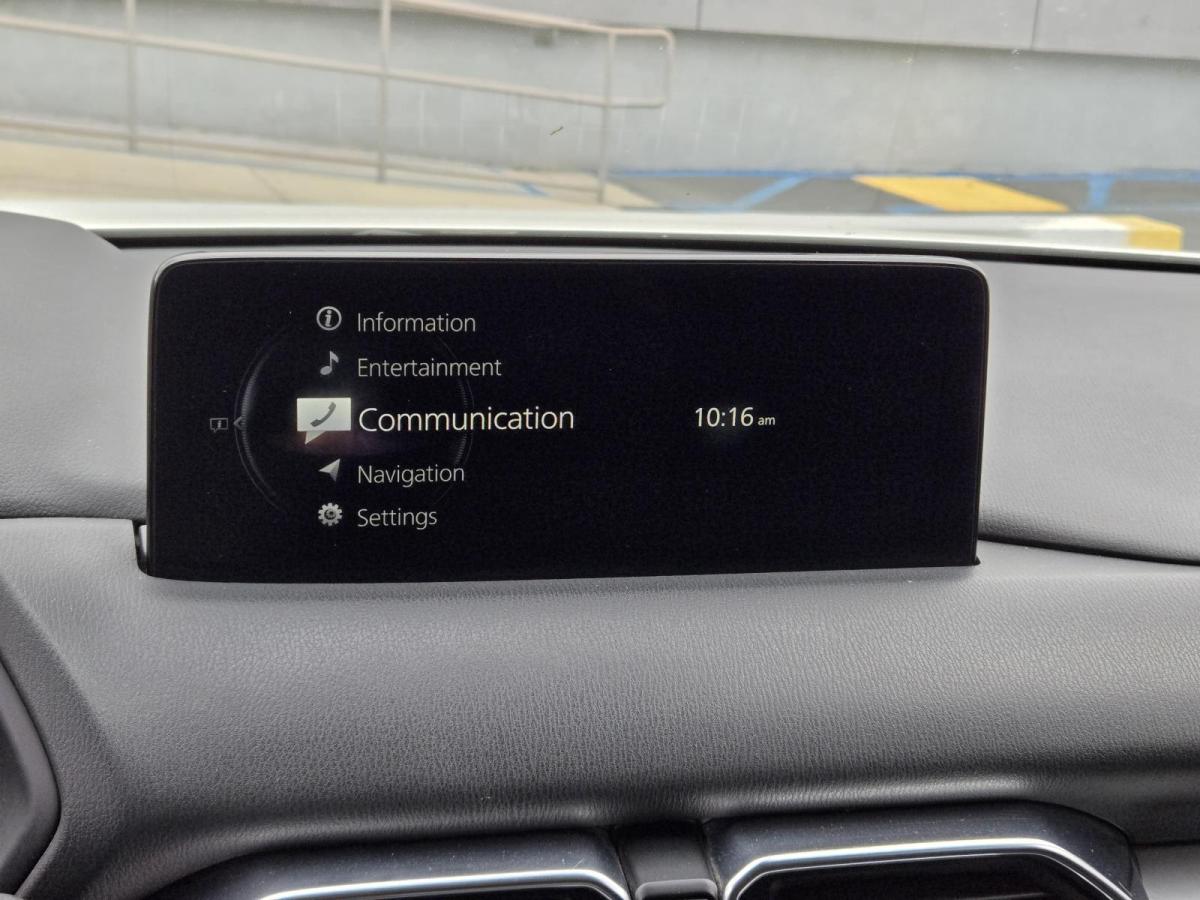 Information
Entertainment
Communication
10:16 am
Navigation
Settings